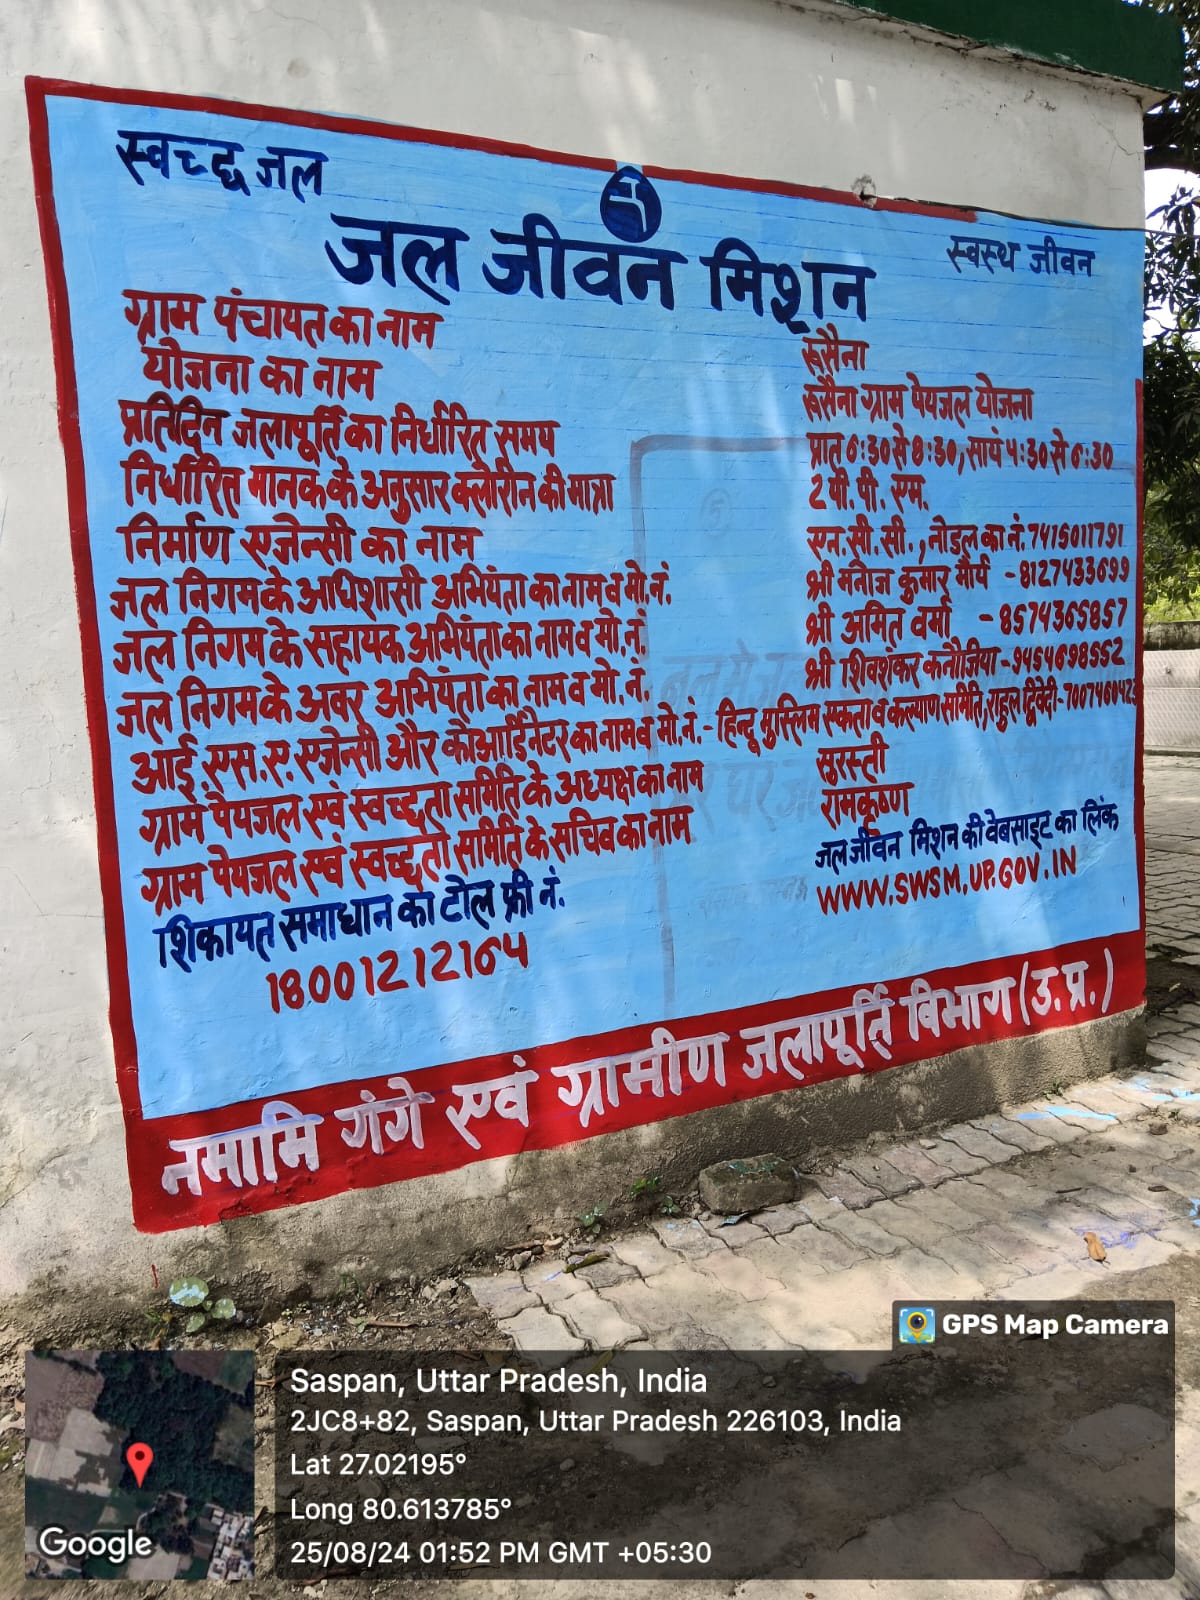 स्वच्छ जल
जल जीवन मिशन
स्वस्थ जीवन
ग्राम पंचायत का नाम रूसैना
योजना का नाम रूसैना ग्राम पेयजल योजना
प्रतिदिन जलापूर्ति का निर्धारित समय प्रात 6:30 से 8:30, सायं 4:30 से 6:30
निर्धारित मानक के अनुसार क्लोरीन की मात्रा 2 पी. पी. एम.
निर्माण एजेन्सी का नाम एन.सी.सी., नोडल का नं. 7415011791
जल निगम के अधिशासी अभियंता का नाम व मो. नं. श्री मनोज कुमार मौर्य - 8127433699
जल निगम के सहायक अभियंता का नाम व मो. नं. श्री अमित वर्मा - 8574365857
जल निगम के अवर अभियंता का नाम व मो. नं. श्री शिवशंकर कनौजिया - 9454698552
आई. एस. ए. एजेन्सी और कोआर्डिनेटर का नाम व मो. नं. - हिन्दू मुस्लिम एकता व कल्याण समिति, राहुल द्विवेदी -
ग्राम पेयजल एवं स्वच्छता समिति के अध्यक्ष का नाम सुरस्ती
ग्राम पेयजल एवं स्वच्छता समिति के सचिव का नाम रामकृष्ण
शिकायत समाधान का टोल फ्री नं. जल जीवन मिशन की वेबसाइट का लिंक
18001212164 WWW.SWSM.UP.GOV.IN
नमामि गंगे एवं ग्रामीण जलापूर्ति विभाग (उ.प्र.)
GPS Map Camera
Saspan, Uttar Pradesh, India
2JC8+82, Saspan, Uttar Pradesh 226103, India
Lat 27.02195°
Long 80.613785°
25/08/24 01:52 PM GMT +05:30
Google